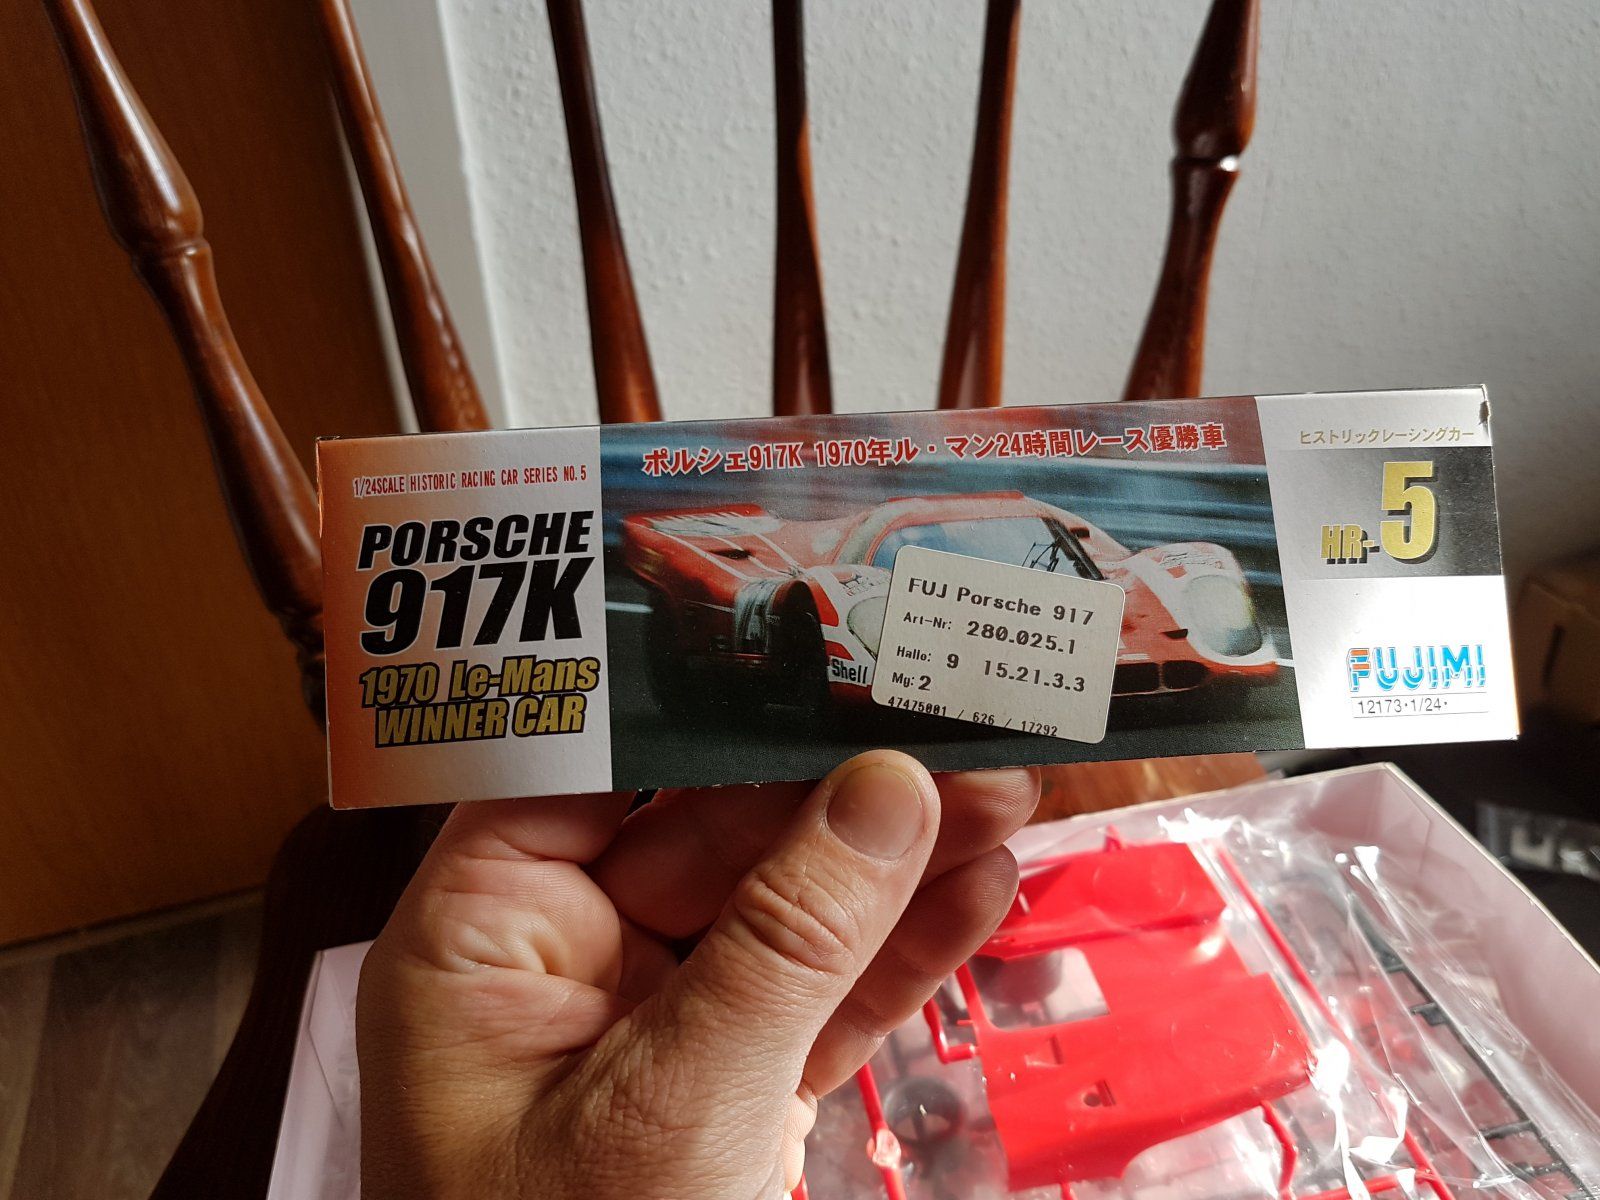 1/24SCALE HISTORIC RACING CAR SERIES NO.5
PORSCHE
917K
1970 Le-Mans
WINNER CAR
ポルシェ917K 1970年ル・マン24時間レース優勝車
Shell
FUJ Porsche 917
Art-Nr: 280.025.1
Halle: 9 15.21.3.3
Mg: 2
47475001 / 626 / 17292
ヒストリックレーシングカー
HR-5
FUJIMI
12173・1/24・